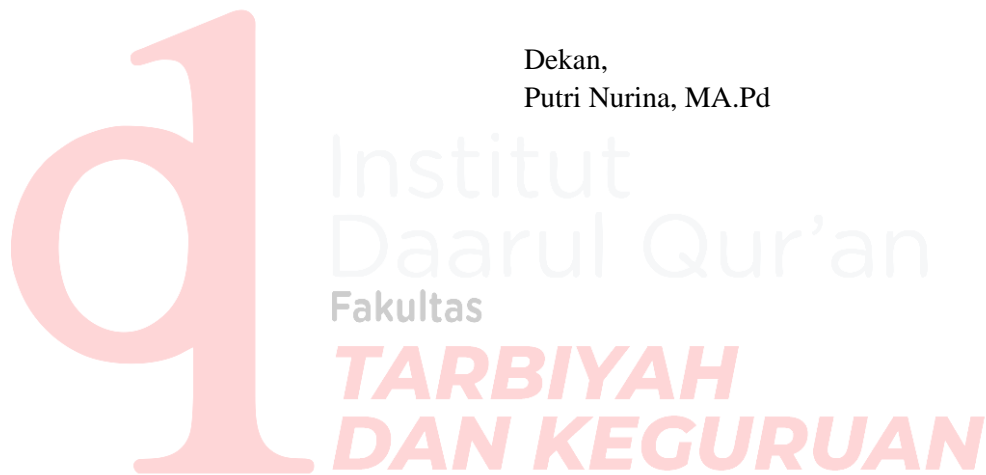 Dekan,
Putri Nurina, MA.Pd
Institut
Daarul Qur’an
Fakultas
TARBIYAH
DAN KEGURUAN